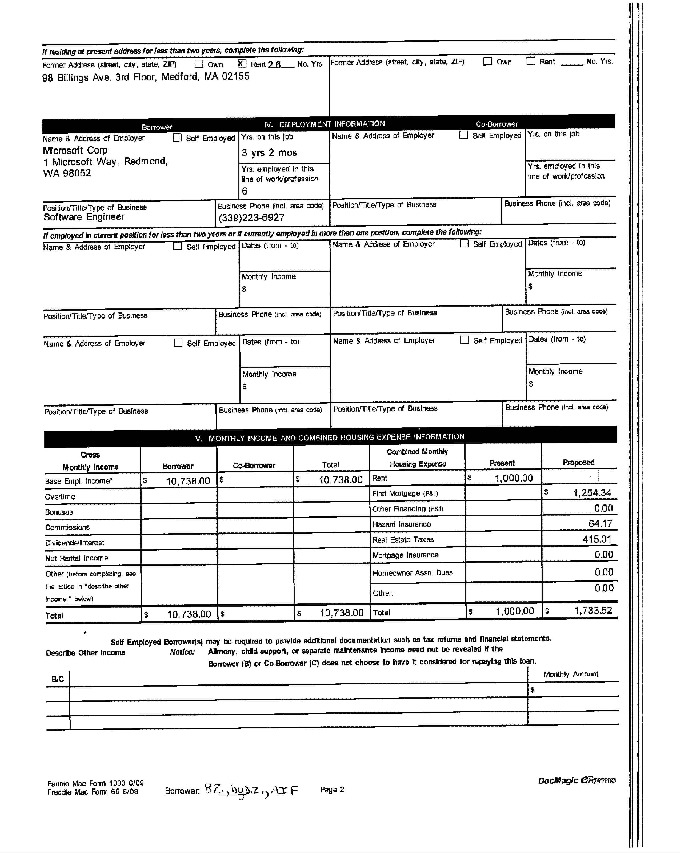 If residing at present address for less than two years, complete the following:
Former Address (street, city, state, ZIP) Own X Rent 2.6 No. Yrs Former Address (street, city, state, ZIP) Own Rent No. Yrs.
98 Billings Ave. 3rd Floor, Medford, MA 02155
Borrower IV. EMPLOYMENT INFORMATION Co-Borrower
Name & Address of Employer Self Employed Yrs. on this job Name & Address of Employer Self Employed Yrs. on this job
Microsoft Corp
1 Microsoft Way, Redmond,
WA 98052
3 yrs 2 mos
Yrs. employed in this
line of work/profession
6
Yrs. employed in this
line of work/profession
Position/Title/Type of Business Business Phone (incl. area code) Position/Title/Type of Business Business Phone (incl. area code)
Software Engineer (339)223-6927
If employed in current position for less than two years or if currently employed in more than one position, complete the following:
Name & Address of Employer Self Employed Dates (from - to) Name & Address of Employer Self Employed Dates (from - to)
Monthly Income Monthly Income
$ $
Position/Title/Type of Business Business Phone (incl. area code) Position/Title/Type of Business Business Phone (incl. area code)
Name & Address of Employer Self Employed Dates (from - to) Name & Address of Employer Self Employed Dates (from - to)
Monthly Income Monthly Income
$ $
Position/Title/Type of Business Business Phone (incl. area code) Position/Title/Type of Business Business Phone (incl. area code)
V. MONTHLY INCOME AND COMBINED HOUSING EXPENSE INFORMATION
Gross
Monthly Income Borrower Co-Borrower Total Combined Monthly
Housing Expense Present Proposed
Base Empl. Income* $ 10,738.00 $ $ 10,738.00 Rent $ 1,000.00
Overtime First Mortgage (P&I) $ 1,254.34
Bonuses Other Financing (P&I) 0.00
Commissions Hazard Insurance 64.17
Dividends/Interest Real Estate Taxes 415.01
Net Rental Income Mortgage Insurance 0.00
Other (before completing, see
the notice in "describe other
income," below)
Homeowner Assn. Dues 0.00
Other: 0.00
Total $ 10,738.00 $ $ 10,738.00 Total $ 1,000.00 $ 1,733.52
* Self Employed Borrower(s) may be required to provide additional documentation such as tax returns and financial statements.
Describe Other Income Notice: Alimony, child support, or separate maintenance income need not be revealed if the
Borrower (B) or Co-Borrower (C) does not choose to have it considered for repaying this loan.
B/C Monthly Amount
$
Fannie Mae Form 1003 6/09
Freddie Mac Form 65 6/09
Borrower: Page 2
DocMagic